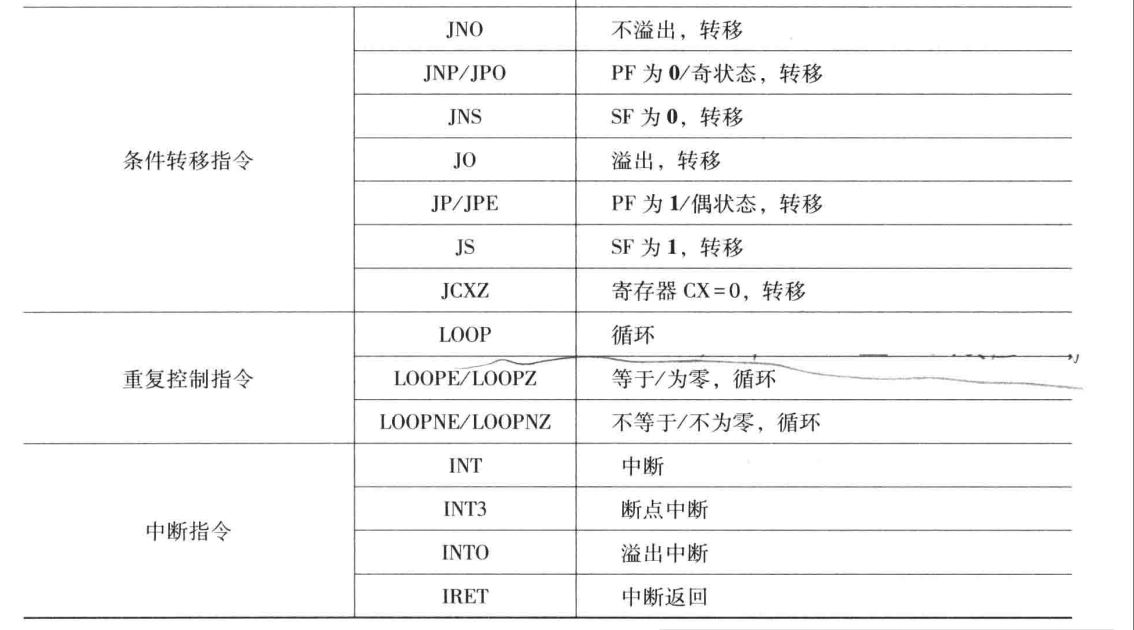 JNO 不溢出，转移
JNP/JPO PF 为 0/奇状态，转移
JNS SF 为 0，转移
条件转移指令 JO 溢出，转移
JP/JPE PF 为 1/偶状态，转移
JS SF 为 1，转移
JCXZ 寄存器 CX=0，转移
LOOP 循环
重复控制指令 LOOPE/LOOPZ 等于/为零，循环
LOOPNE/LOOPNZ 不等于/不为零，循环
INT 中断
INT3 断点中断
中断指令
INTO 溢出中断
IRET 中断返回